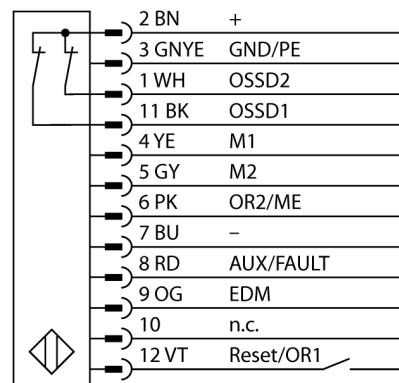 2 BN +
3 GNYE GND/PE
1 WH OSSD2
11 BK OSSD1
4 YE M1
5 GY M2
6 PK OR2/ME
7 BU –
8 RD AUX/FAULT
9 OG EDM
10 n.c.
12 VT Reset/OR1